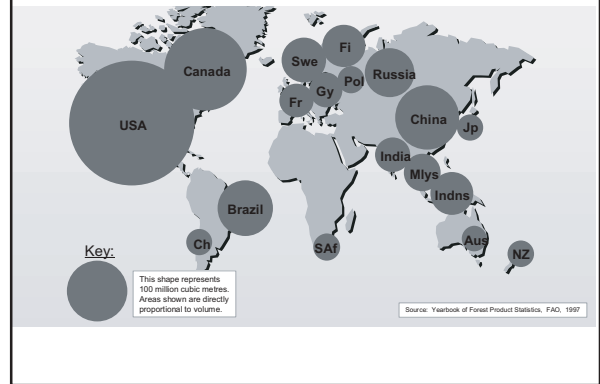 Canada
USA
Swe
Fi
Fr
Gy
Pol
Russia
China
Jp
India
Mlys
Indns
Brazil
Ch
SAf
Aus
NZ
Key:
This shape represents
100 million cubic metres.
Areas shown are directly
proportional to volume.
Source: Yearbook of Forest Product Statistics, FAO, 1997